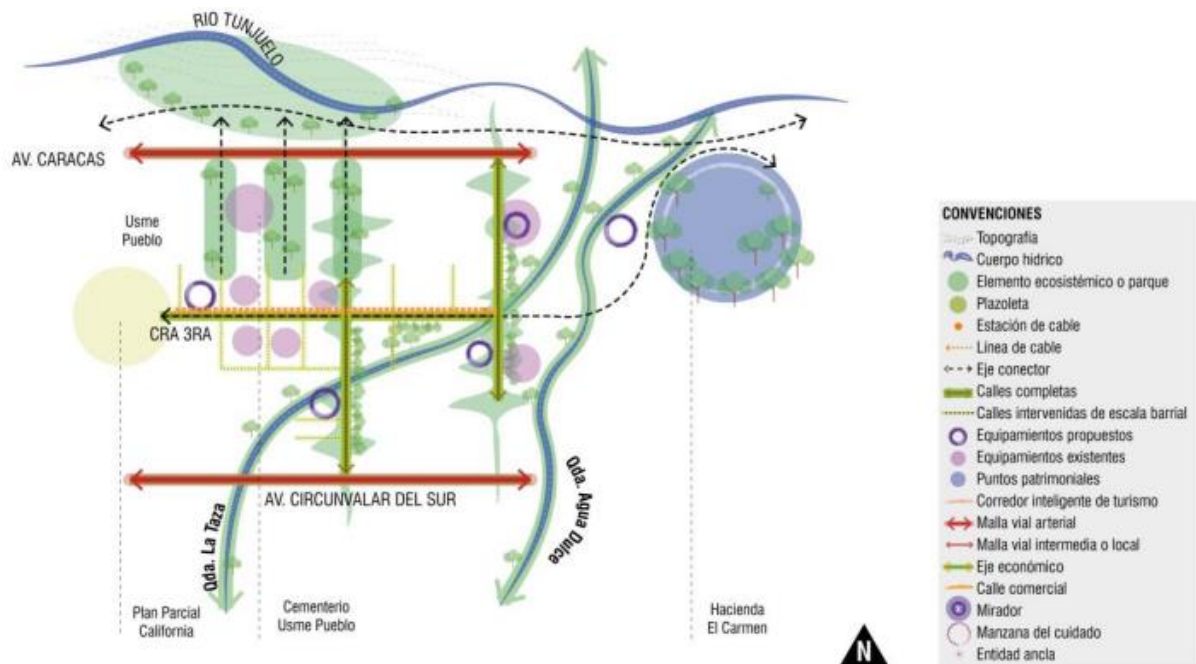 RIO TUNJUELO
AV. CARACAS
Usme
Pueblo
CRA 3RA
AV. CIRCUNVALAR DEL SUR
Qda. La Taza
Qda. Agua Dulce
Plan Parcial
California
Cementerio
Usme Pueblo
Hacienda
El Carmen
N
CONVENCIONES
Topografía
Cuerpo hídrico
Elemento ecosistémico o parque
Plazoleta
Estación de cable
Línea de cable
Eje conector
Calles completas
Calles intervenidas de escala barrial
Equipamientos propuestos
Equipamientos existentes
Puntos patrimoniales
Corredor inteligente de turismo
Malla vial arterial
Malla vial intermedia o local
Eje económico
Calle comercial
Mirador
Manzana del cuidado
Entidad ancla